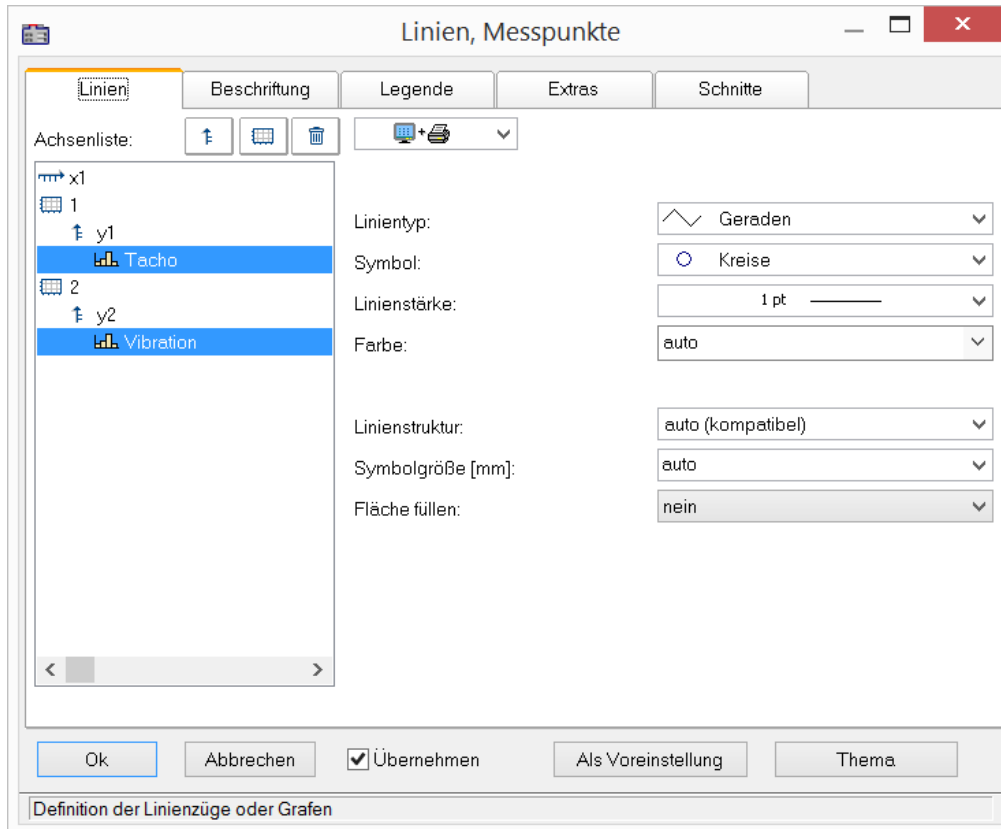 Linien, Messpunkte
Linien
Beschriftung
Legende
Extras
Schnitte
Achsenliste:
x1
1
y1
Tacho
2
y2
Vibration
Linientyp:
Geraden
Symbol:
Kreise
Linienstärke:
1 pt
Farbe:
auto
Linienstruktur:
auto (kompatibel)
Symbolgröße [mm]:
auto
Fläche füllen:
nein
Ok
Abbrechen
Übernehmen
Als Voreinstellung
Thema
Definition der Linienzüge oder Grafen